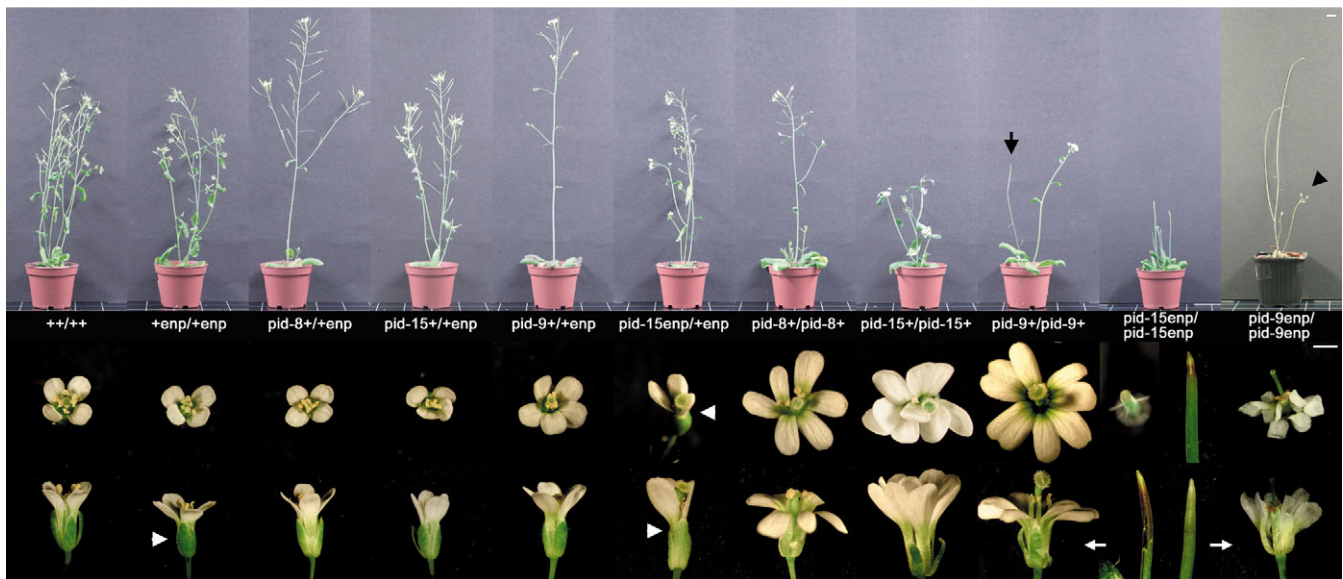 ++/++
+enp/+enp
pid-8+/+enp
pid-15+/+enp
pid-9+/+enp
pid-15enp/+enp
pid-8+/pid-8+
pid-15+/pid-15+
pid-9+/pid-9+
pid-15enp/
pid-15enp
pid-9enp/
pid-9enp